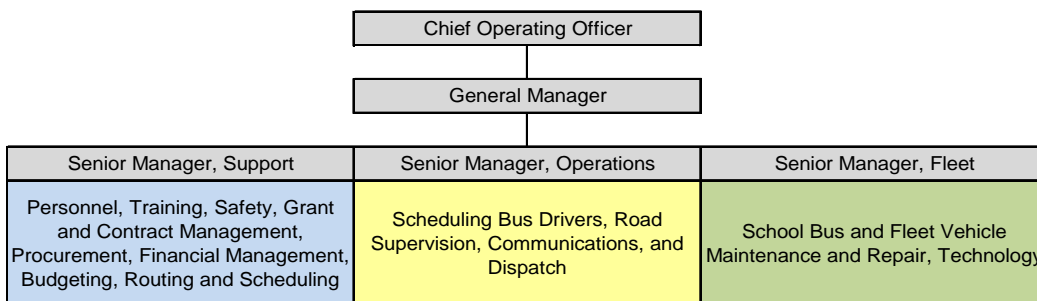 Chief Operating Officer
General Manager
Senior Manager, Support
Senior Manager, Operations
Senior Manager, Fleet
Personnel, Training, Safety, Grant
and Contract Management,
Procurement, Financial Management,
Budgeting, Routing and Scheduling
Scheduling Bus Drivers, Road
Supervision, Communications, and
Dispatch
School Bus and Fleet Vehicle
Maintenance and Repair, Technology